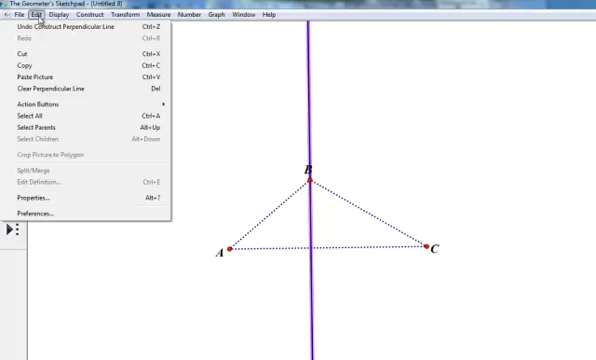 The Geometer's Sketchpad - [Untitled 8]
File Edit Display Construct Transform Measure Number Graph Window Help
Undo Construct Perpendicular Line Ctrl+Z
Redo Ctrl+R
Cut Ctrl+X
Copy Ctrl+C
Paste Picture Ctrl+V
Clear Perpendicular Line Del
Action Buttons
Select All Ctrl+A
Select Parents Alt+Up
Select Children Alt+Down
Crop Picture to Polygon
Split/Merge
Edit Definition... Ctrl+E
Properties... Alt+?
Preferences...
B
A
C